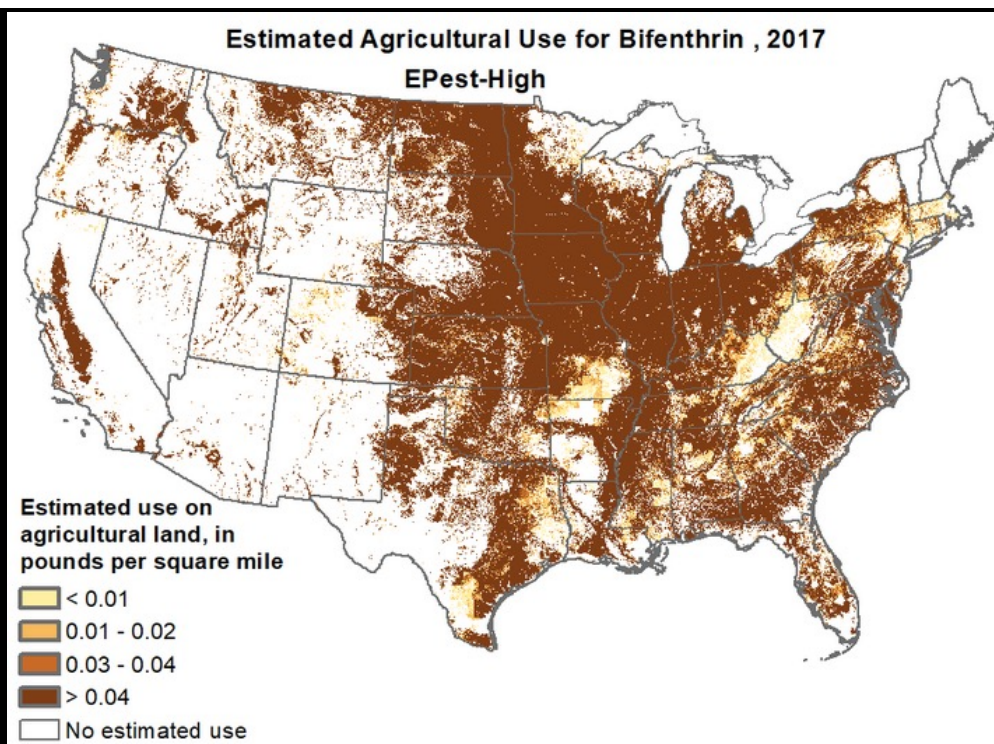 Estimated Agricultural Use for Bifenthrin , 2017
EPest-High
Estimated use on
agricultural land, in
pounds per square mile
< 0.01
0.01 - 0.02
0.03 - 0.04
> 0.04
No estimated use